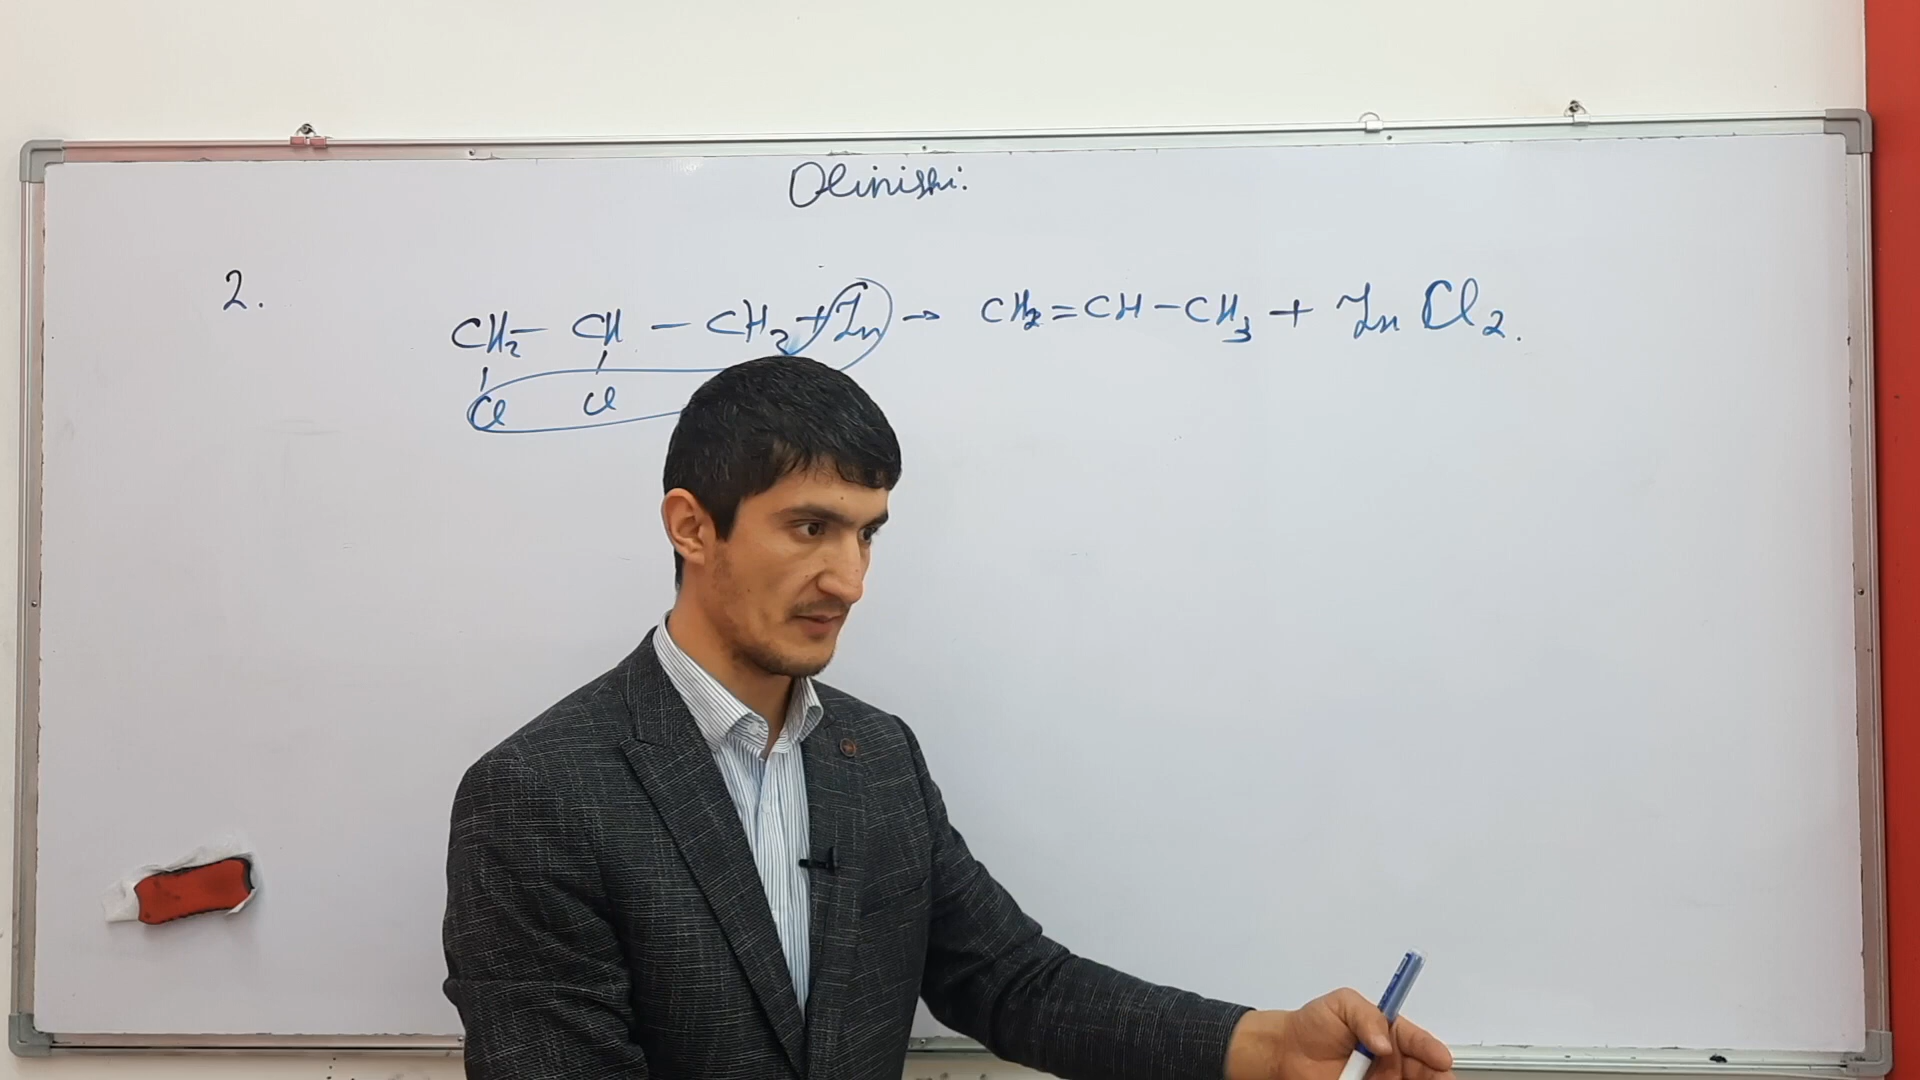 Olinishi:
2.
CH₂ – CH – CH₂ + Zn → CH₂ = CH – CH₃ + Zn Cl₂.
Cl Cl